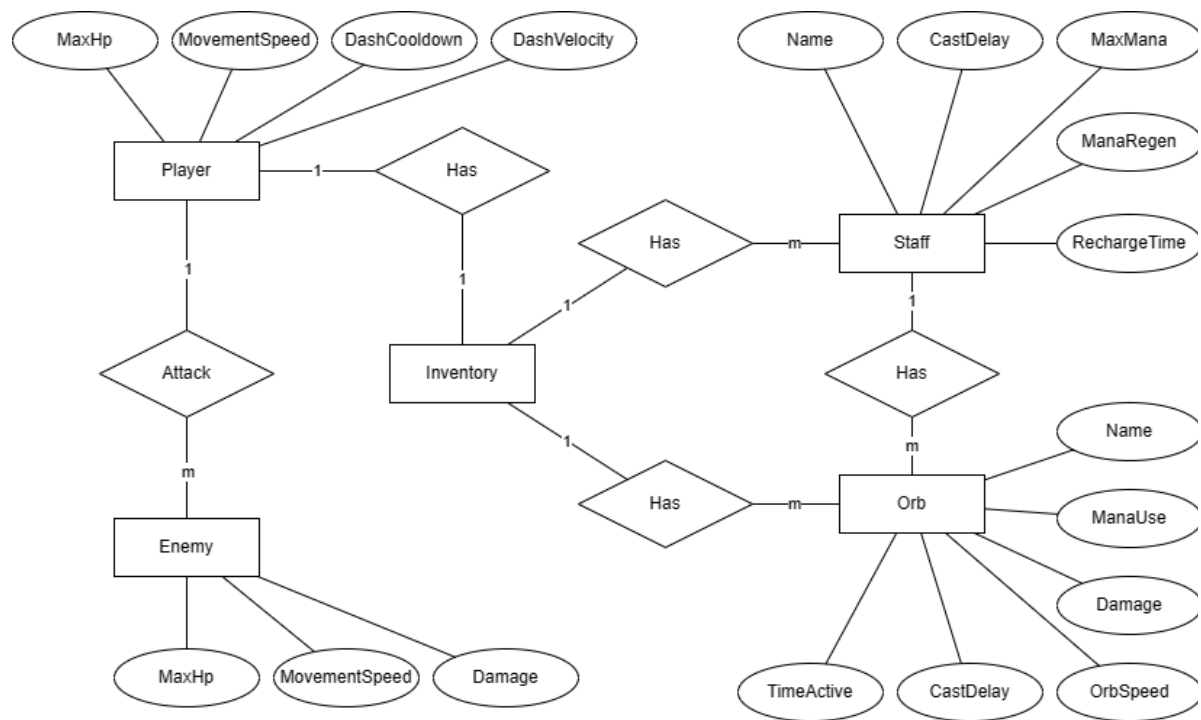 MaxHp
MovementSpeed
DashCooldown
DashVelocity
Name
CastDelay
MaxMana
Player
1
Has
ManaRegen
1
Has
m
Staff
RechargeTime
1
1
1
1
Attack
Inventory
Has
Name
1
m
m
Has
m
Orb
ManaUse
Enemy
Damage
MaxHp
MovementSpeed
Damage
TimeActive
CastDelay
OrbSpeed